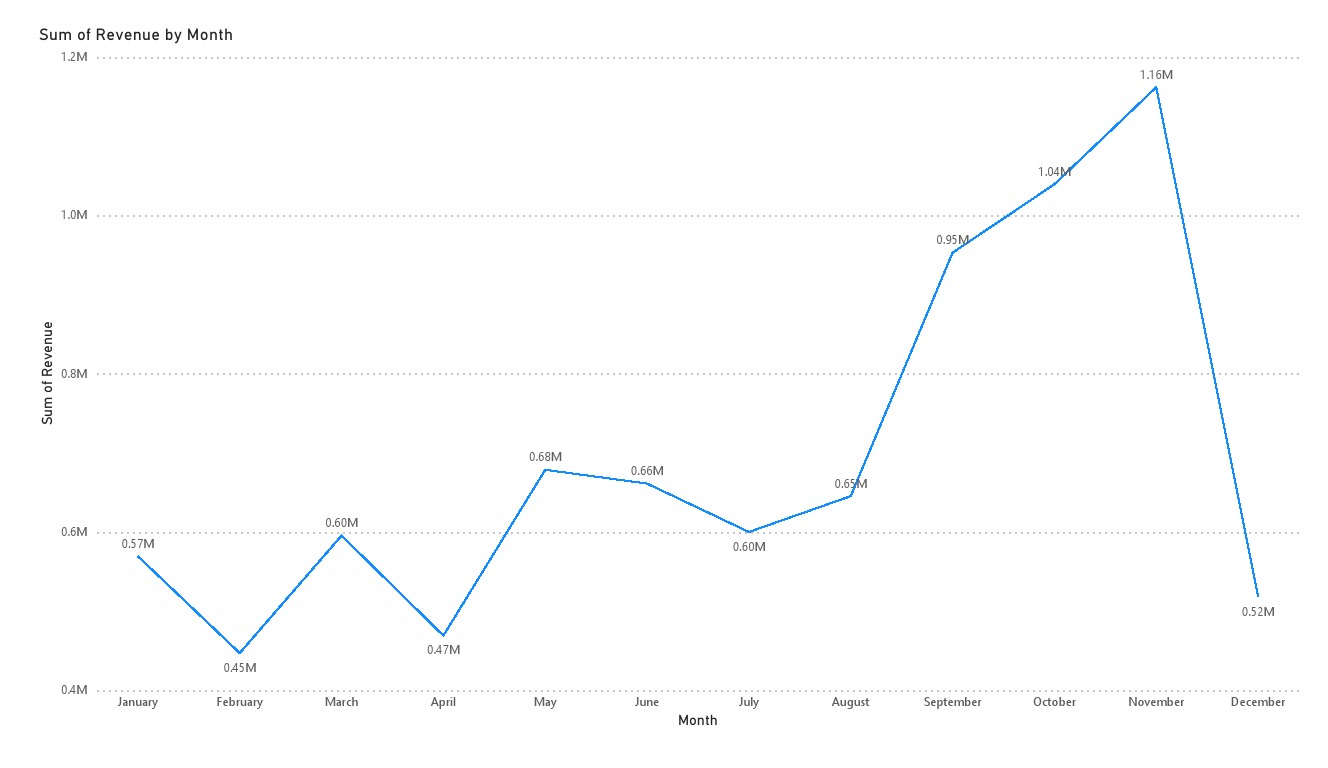 Sum of Revenue by Month
1.2M
1.16M
1.04M
1.0M
0.95M
Sum of Revenue
0.8M
0.68M
0.66M
0.65M
0.60M
0.6M
0.57M
0.60M
0.52M
0.47M
0.45M
0.4M
January February March April May June July August September October November December
Month